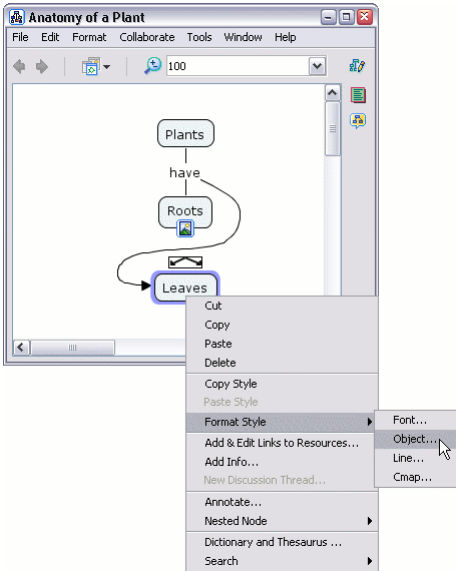 Anatomy of a Plant
File Edit Format Collaborate Tools Window Help
100
Plants
have
Roots
Leaves
Cut
Copy
Paste
Delete
Copy Style
Paste Style
Format Style
Font...
Object...
Line...
Cmap...
Add & Edit Links to Resources...
Add Info...
New Discussion Thread...
Annotate...
Nested Node
Dictionary and Thesaurus ...
Search